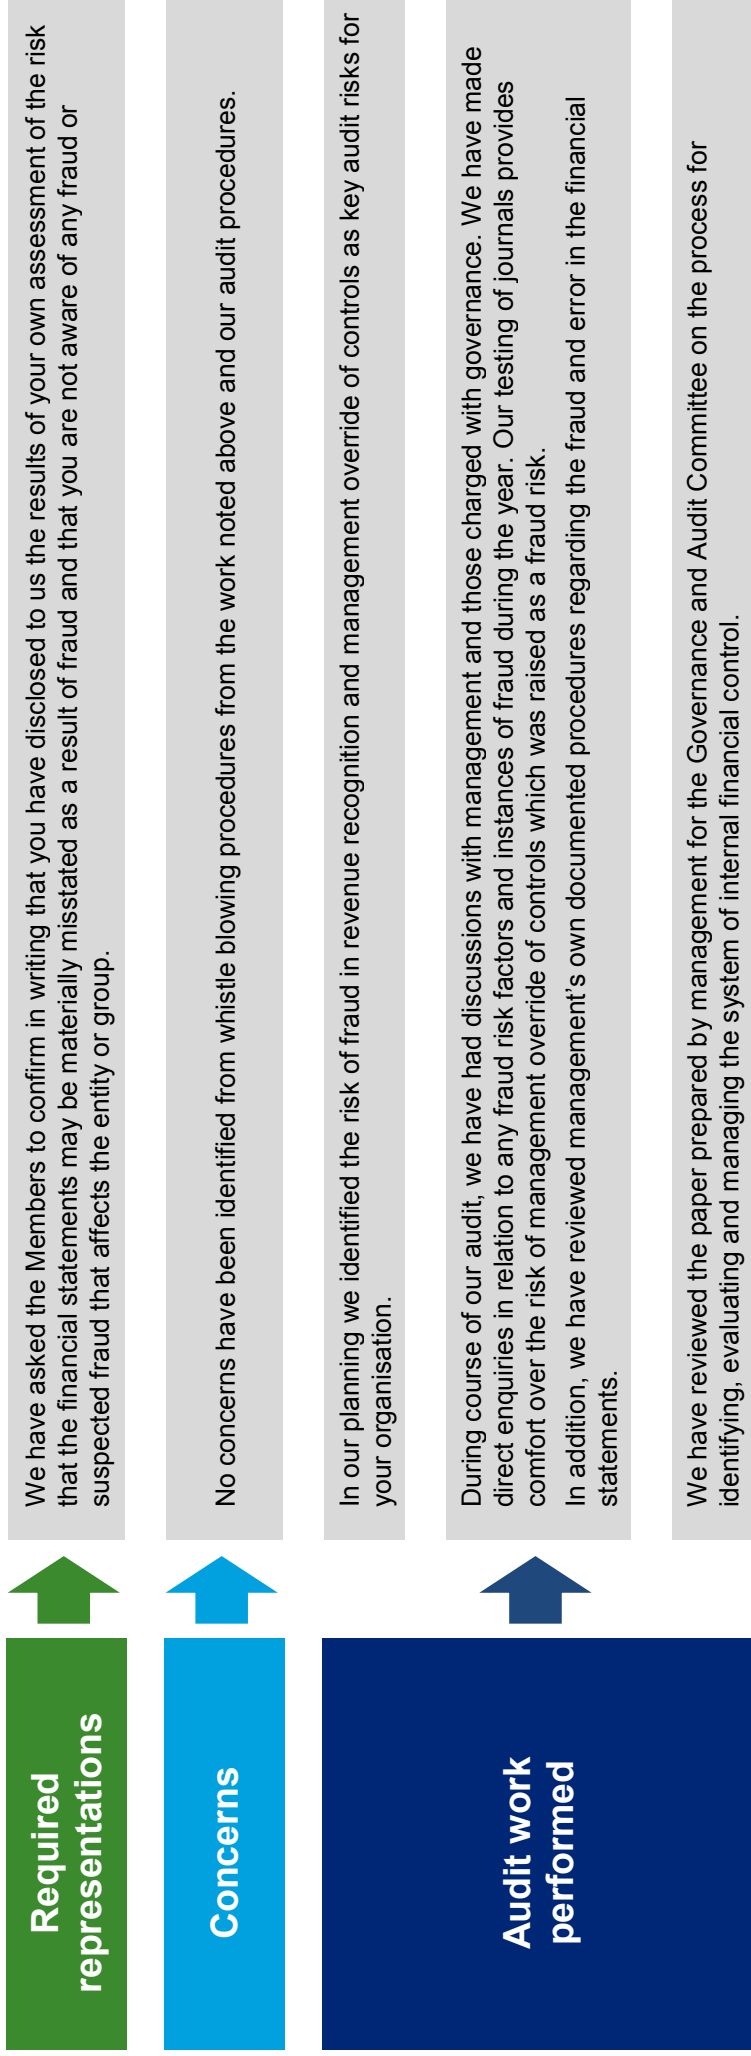 Required
representations
We have asked the Members to confirm in writing that you have disclosed to us the results of your own assessment of the risk
that the financial statements may be materially misstated as a result of fraud and that you are not aware of any fraud or
suspected fraud that affects the entity or group.
Concerns
No concerns have been identified from whistle blowing procedures from the work noted above and our audit procedures.
Audit work
performed
In our planning we identified the risk of fraud in revenue recognition and management override of controls as key audit risks for
your organisation.
During course of our audit, we have had discussions with management and those charged with governance. We have made
direct enquiries in relation to any fraud risk factors and instances of fraud during the year. Our testing of journals provides
comfort over the risk of management override of controls which was raised as a fraud risk.
In addition, we have reviewed management's own documented procedures regarding the fraud and error in the financial
statements.
We have reviewed the paper prepared by management for the Governance and Audit Committee on the process for
identifying, evaluating and managing the system of internal financial control.